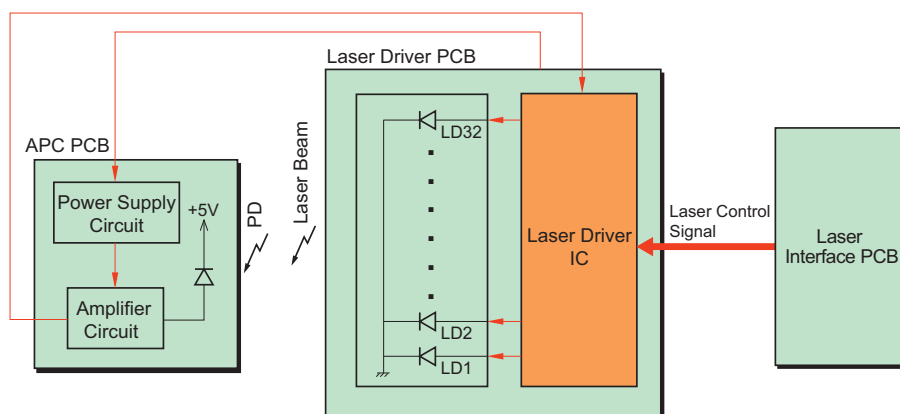 Laser Driver PCB
APC PCB
Power Supply
Circuit
+5V
Amplifier
Circuit
PD
Laser Beam
LD32
LD2
LD1
Laser Driver
IC
Laser Control
Signal
Laser
Interface PCB